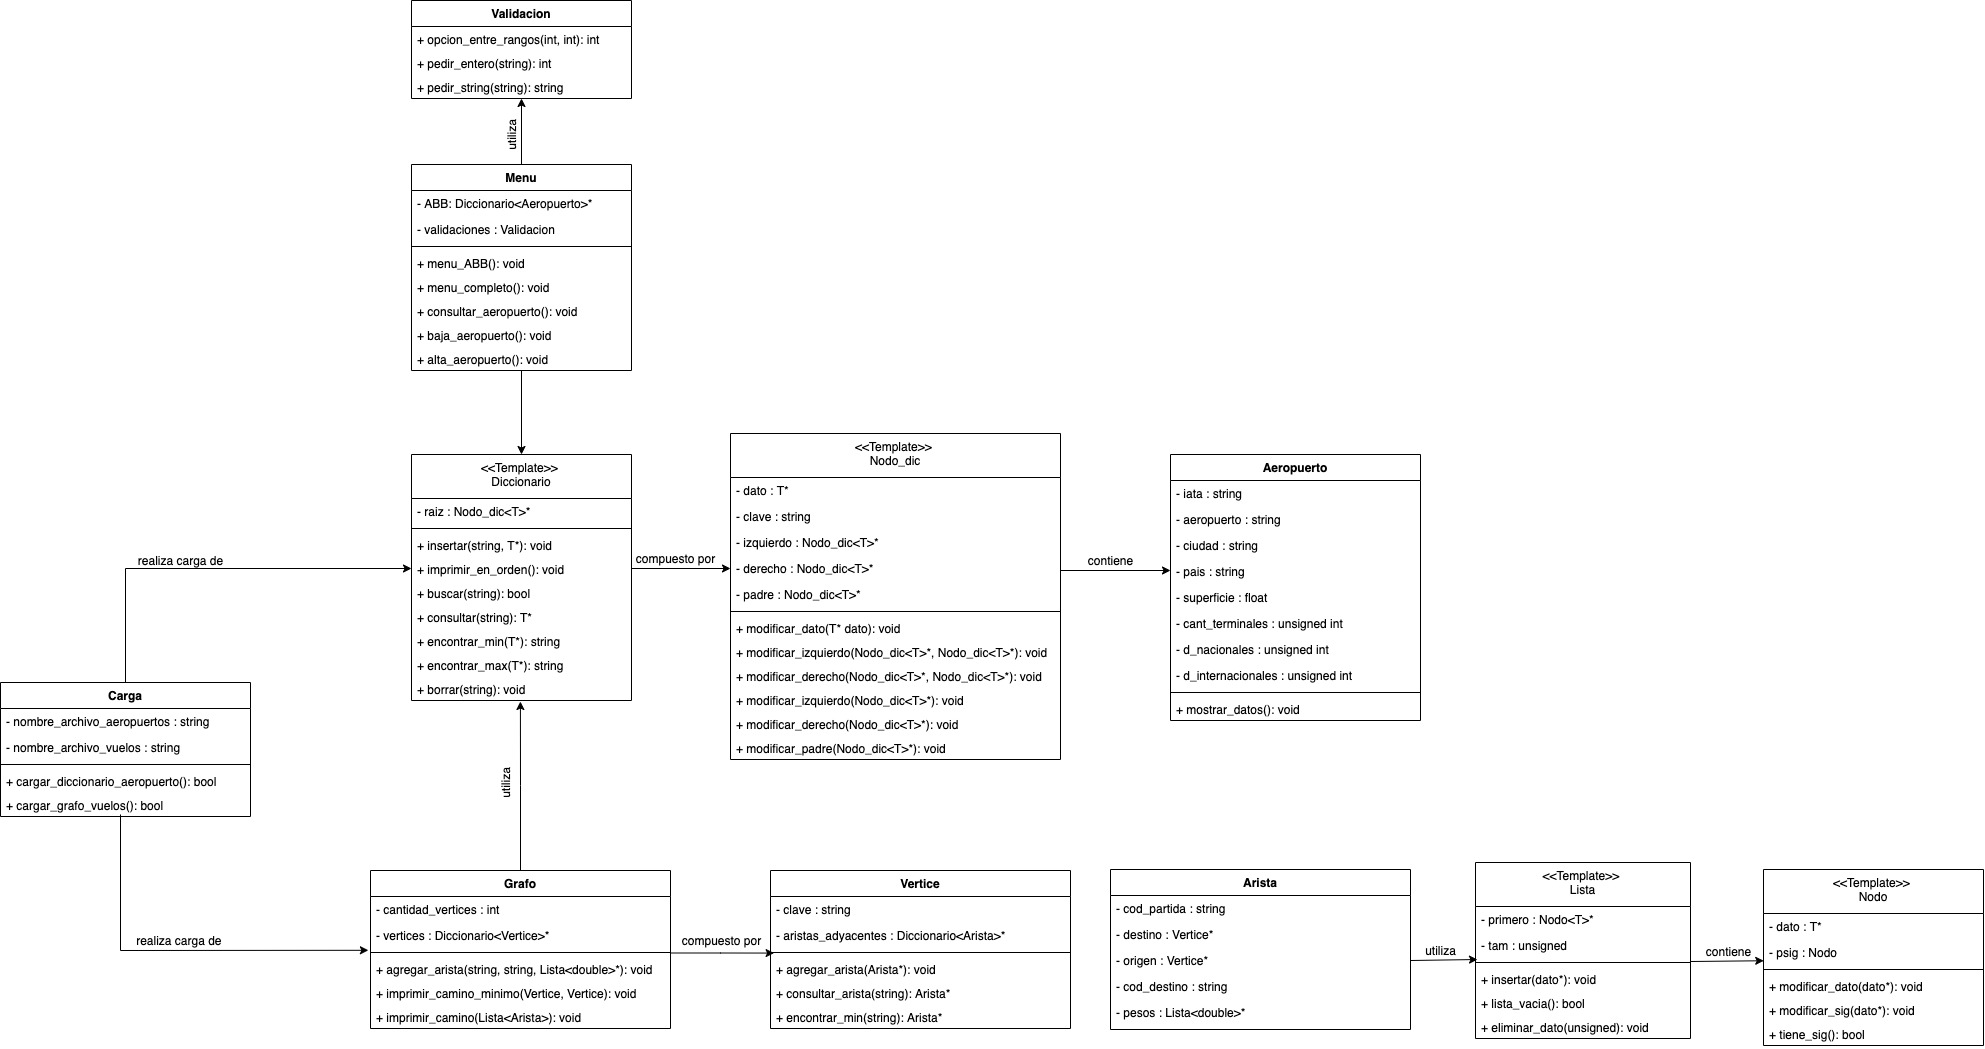 Validacion
+ opcion_entre_rangos(int, int): int
+ pedir_entero(string): int
+ pedir_string(string): string
utiliza
Menu
- ABB: Diccionario<Aeropuerto>*
- validaciones : Validacion
+ menu_ABB(): void
+ menu_completo(): void
+ consultar_aeropuerto(): void
+ baja_aeropuerto(): void
+ alta_aeropuerto(): void
<<Template>>
Diccionario
- raiz : Nodo_dic<T>*
+ insertar(string, T*): void
+ imprimir_en_orden(): void
+ buscar(string): bool
+ consultar(string): T*
+ encontrar_min(T*): string
+ encontrar_max(T*): string
+ borrar(string): void
compuesto por
<<Template>>
Nodo_dic
- dato : T*
- clave : string
- izquierdo : Nodo_dic<T>*
- derecho : Nodo_dic<T>*
- padre : Nodo_dic<T>*
+ modificar_dato(T* dato): void
+ modificar_izquierdo(Nodo_dic<T>*, Nodo_dic<T>*): void
+ modificar_derecho(Nodo_dic<T>*, Nodo_dic<T>*): void
+ modificar_izquierdo(Nodo_dic<T>*): void
+ modificar_derecho(Nodo_dic<T>*): void
+ modificar_padre(Nodo_dic<T>*): void
contiene
Aeropuerto
- iata : string
- aeropuerto : string
- ciudad : string
- pais : string
- superficie : float
- cant_terminales : unsigned int
- d_nacionales : unsigned int
- d_internacionales : unsigned int
+ mostrar_datos(): void
realiza carga de
Carga
- nombre_archivo_aeropuertos : string
- nombre_archivo_vuelos : string
+ cargar_diccionario_aeropuerto(): bool
+ cargar_grafo_vuelos(): bool
utiliza
realiza carga de
Grafo
- cantidad_vertices : int
- vertices : Diccionario<Vertice>*
+ agregar_arista(string, string, Lista<double>*): void
+ imprimir_camino_minimo(Vertice, Vertice): void
+ imprimir_camino(Lista<Arista>): void
compuesto por
Vertice
- clave : string
- aristas_adyacentes : Diccionario<Arista>*
+ agregar_arista(Arista*): void
+ consultar_arista(string): Arista*
+ encontrar_min(string): Arista*
Arista
- cod_partida : string
- destino : Vertice*
- origen : Vertice*
- cod_destino : string
- pesos : Lista<double>*
utiliza
<<Template>>
Lista
- primero : Nodo<T>*
- tam : unsigned
+ insertar(dato*): void
+ lista_vacia(): bool
+ eliminar_dato(unsigned): void
contiene
<<Template>>
Nodo
- dato : T*
- psig : Nodo
+ modificar_dato(dato*): void
+ modificar_sig(dato*): void
+ tiene_sig(): bool